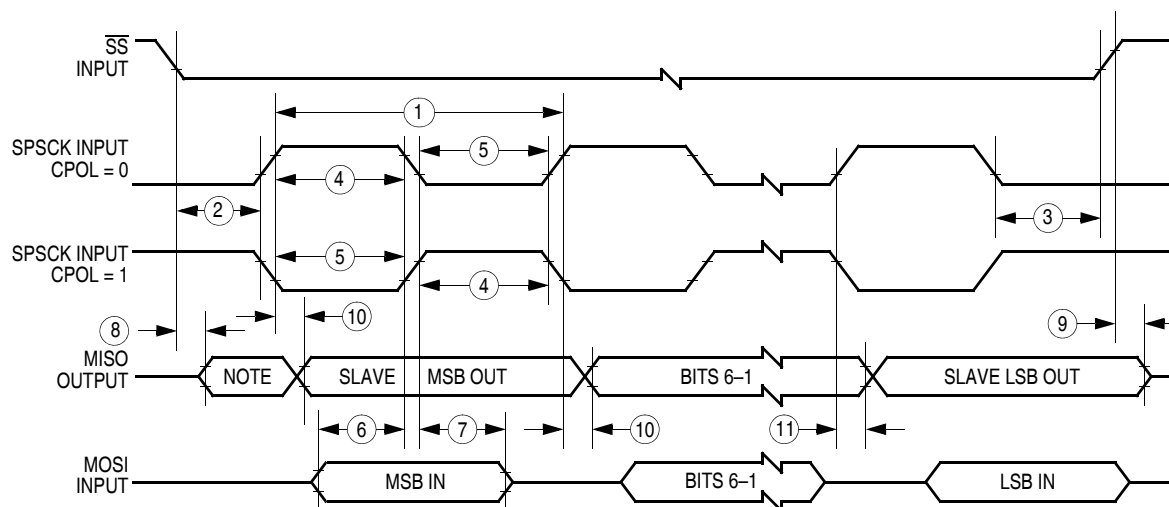 SS
INPUT
1
SPSCK INPUT
CPOL = 0
5
4
2
3
SPSCK INPUT
CPOL = 1
5
4
8
10
9
MISO
OUTPUT
NOTE
SLAVE MSB OUT
BITS 6–1
SLAVE LSB OUT
6
7
10
11
MOSI
INPUT
MSB IN
BITS 6–1
LSB IN